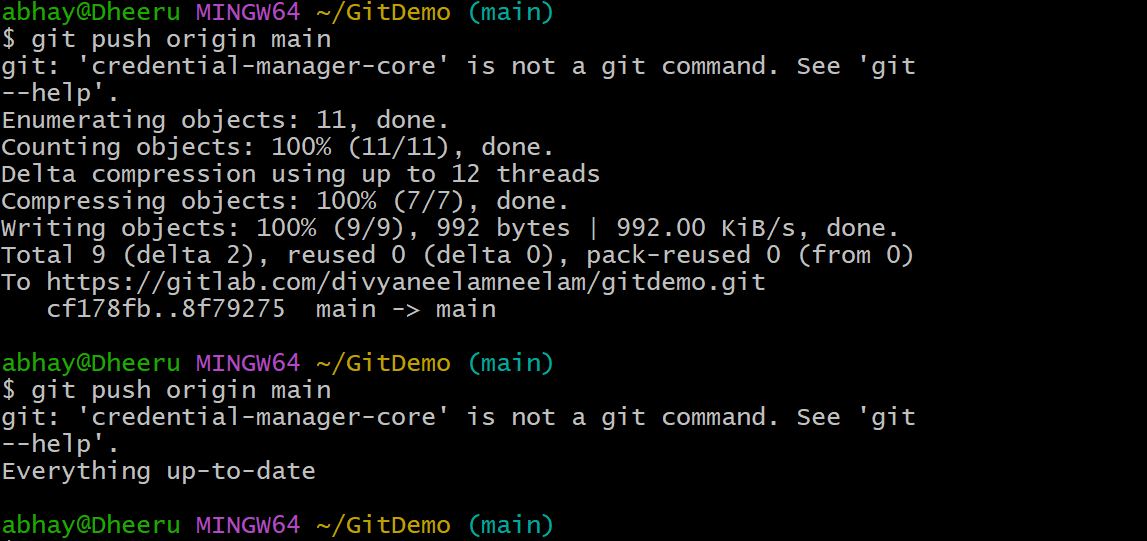 abhay@Dheeru MINGW64 ~/GitDemo (main)
$ git push origin main
git: 'credential-manager-core' is not a git command. See 'git
--help'.
Enumerating objects: 11, done.
Counting objects: 100% (11/11), done.
Delta compression using up to 12 threads
Compressing objects: 100% (7/7), done.
Writing objects: 100% (9/9), 992 bytes | 992.00 KiB/s, done.
Total 9 (delta 2), reused 0 (delta 0), pack-reused 0 (from 0)
To https://gitlab.com/divyaneelamneelam/gitdemo.git
   cf178fb..8f79275  main -> main

abhay@Dheeru MINGW64 ~/GitDemo (main)
$ git push origin main
git: 'credential-manager-core' is not a git command. See 'git
--help'.
Everything up-to-date

abhay@Dheeru MINGW64 ~/GitDemo (main)